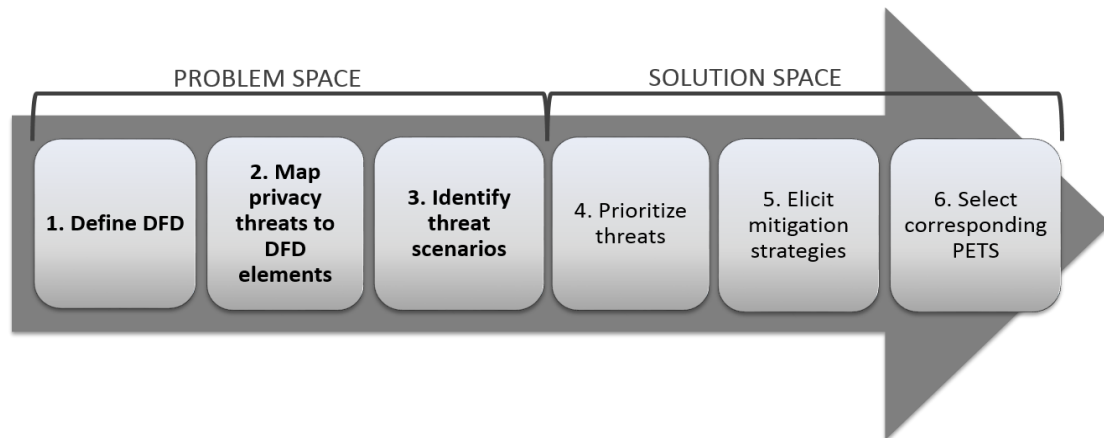 PROBLEM SPACE
SOLUTION SPACE
1. Define DFD
2. Map
privacy
threats to
DFD
elements
3. Identify
threat
scenarios
4. Prioritize
threats
5. Elicit
mitigation
strategies
6. Select
corresponding
PETS